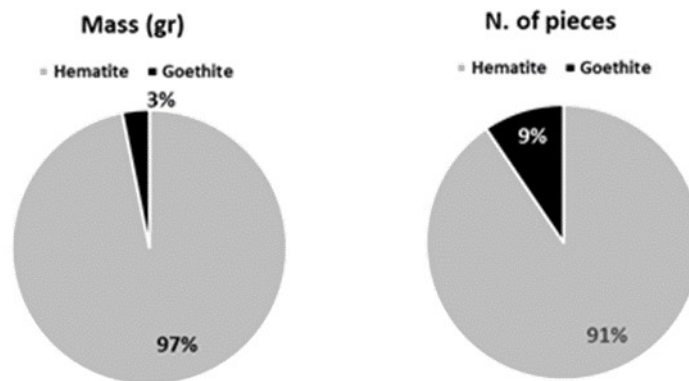 Mass (gr)
Hematite Goethite
3%
97%
N. of pieces
Hematite Goethite
9%
91%